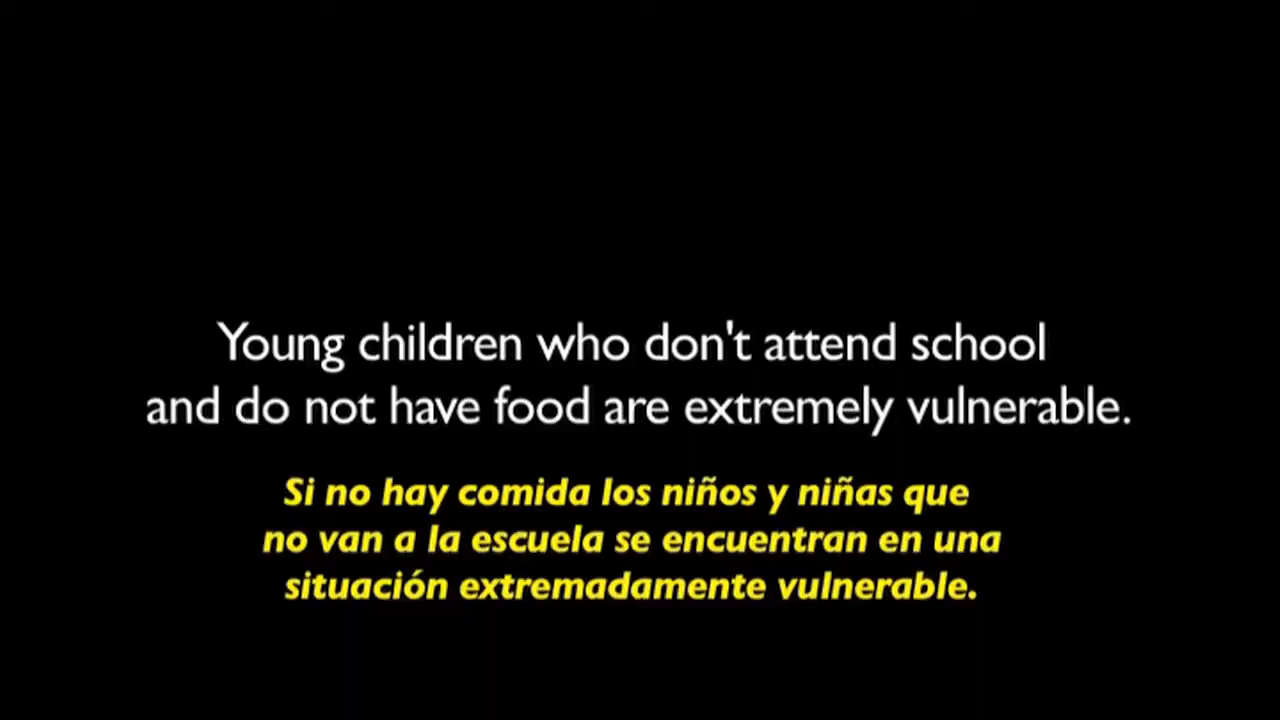 Young children who don't attend school
and do not have food are extremely vulnerable.
Si no hay comida los niños y niñas que
no van a la escuela se encuentran en una
situación extremadamente vulnerable.